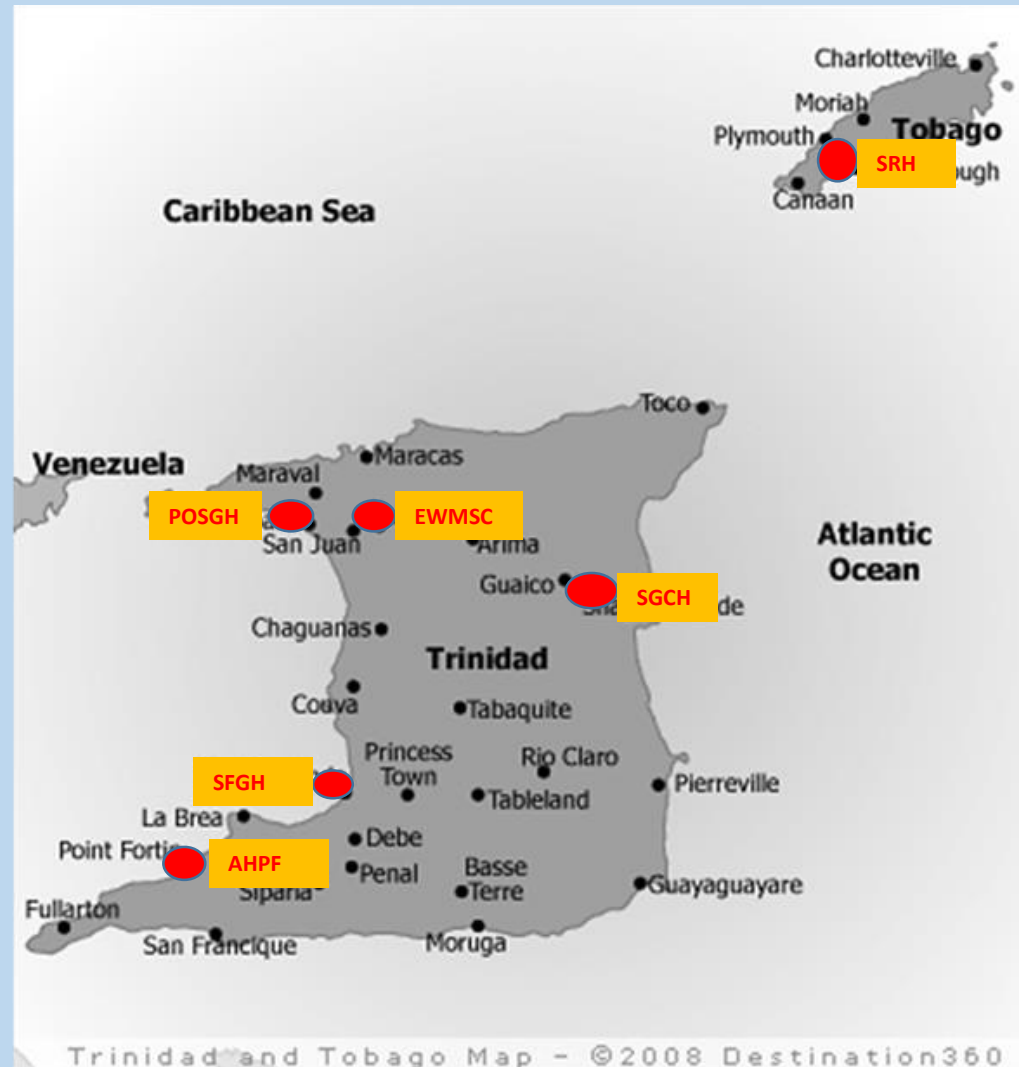 Charlotteville
Moriah
Plymouth
Tobago
SRH
ough
Canaan
Caribbean Sea
Toco
Venezuela
Maracas
Maraval
POSGH
EWMSC
San Juan
Arima
Atlantic
Ocean
Guaico
SGCH
de
Chaguanas
Trinidad
Couva
Tabaquite
Princess
Town
Rio Claro
SFGH
Pierreville
Tableland
La Brea
Debe
Point Fortin
AHPF
Penal
Basse
Terre
Siparia
Guayaguayare
Fullarton
San Francique
Moruga
Trinidad and Tobago Map - ©2008 Destination360